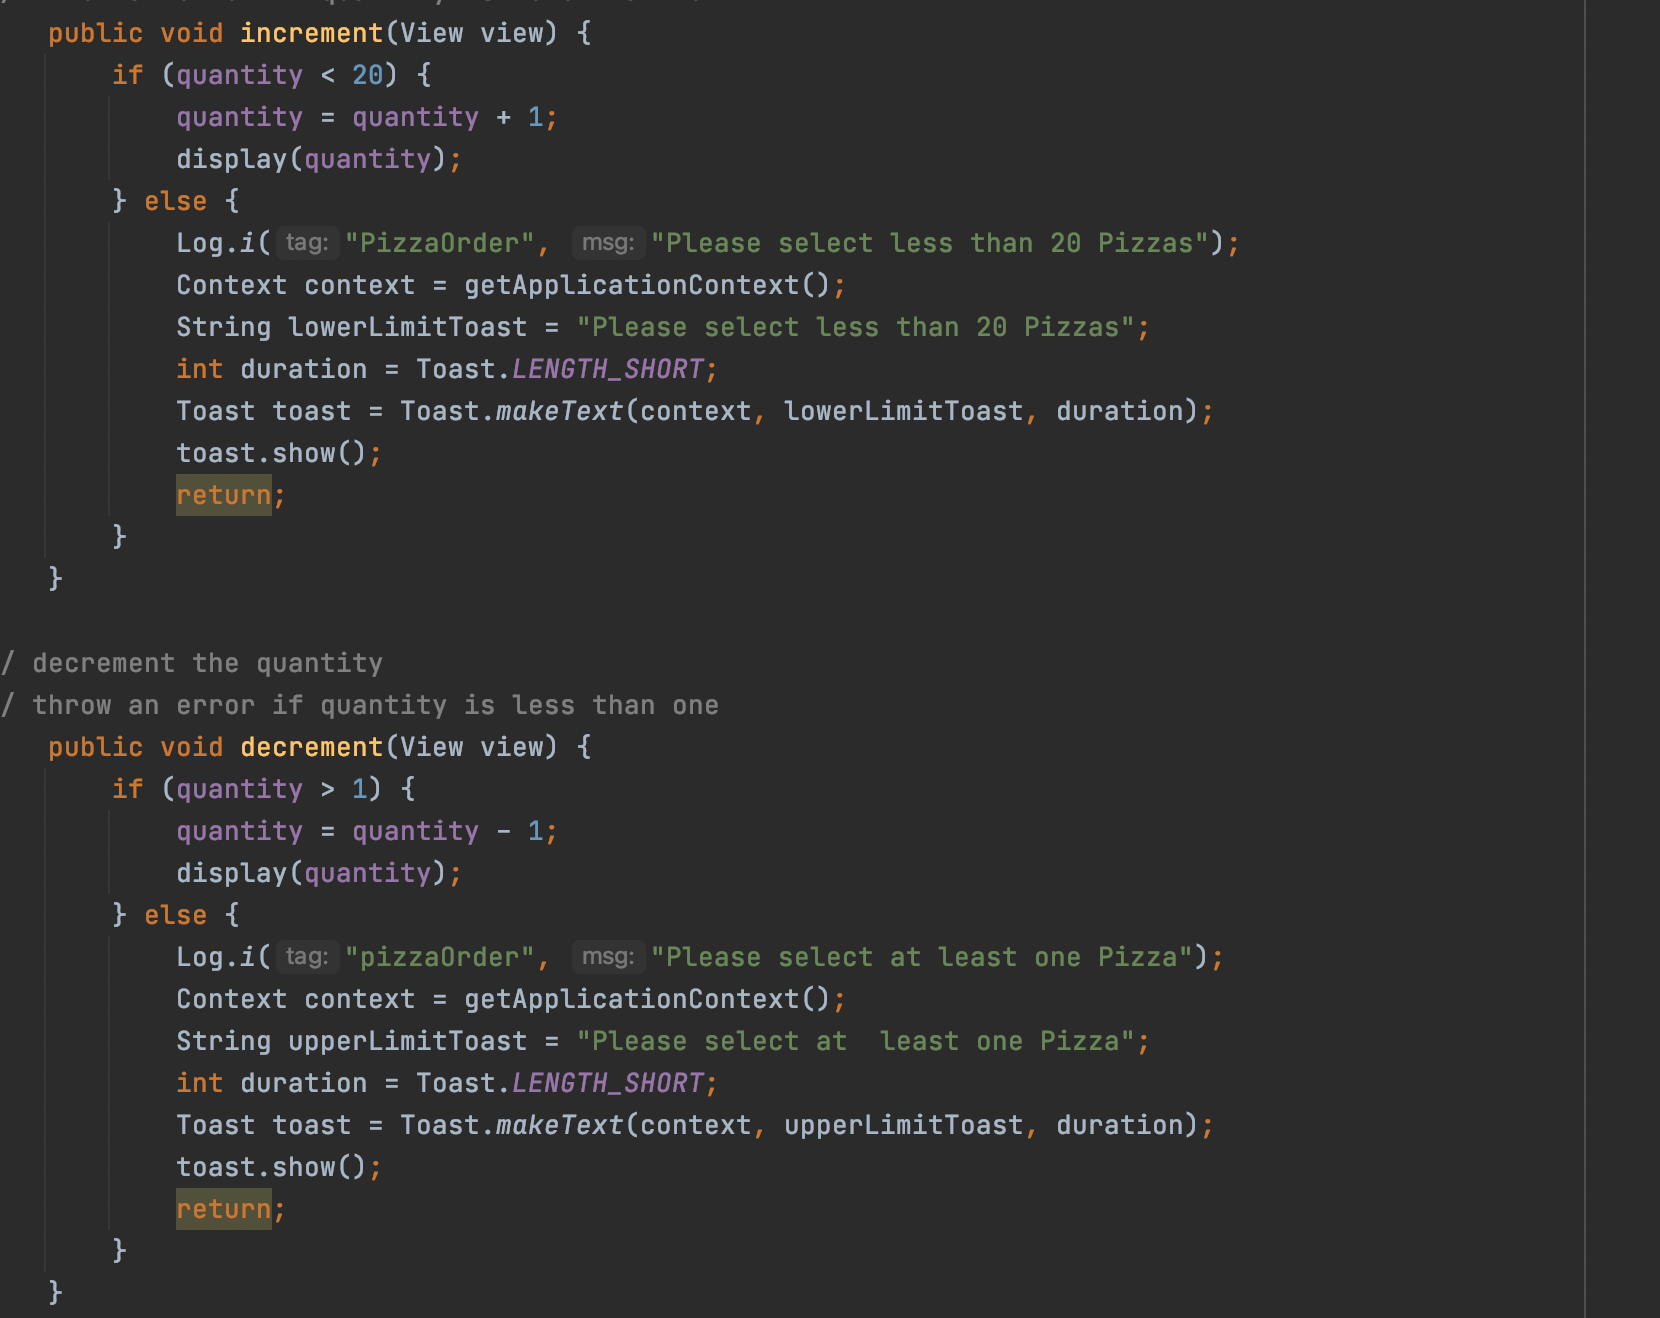 public void increment(View view) {
if (quantity < 20) {
quantity = quantity + 1;
display(quantity);
} else {
Log.i( tag: "PizzaOrder", msg: "Please select less than 20 Pizzas");
Context context = getApplicationContext();
String lowerLimitToast = "Please select less than 20 Pizzas";
int duration = Toast.LENGTH_SHORT;
Toast toast = Toast.makeText(context, lowerLimitToast, duration);
toast.show();
return;
}
}
/ decrement the quantity
/ throw an error if quantity is less than one
public void decrement(View view) {
if (quantity > 1) {
quantity = quantity - 1;
display(quantity);
} else {
Log.i( tag: "pizzaOrder", msg: "Please select at least one Pizza");
Context context = getApplicationContext();
String upperLimitToast = "Please select at  least one Pizza";
int duration = Toast.LENGTH_SHORT;
Toast toast = Toast.makeText(context, upperLimitToast, duration);
toast.show();
return;
}
}